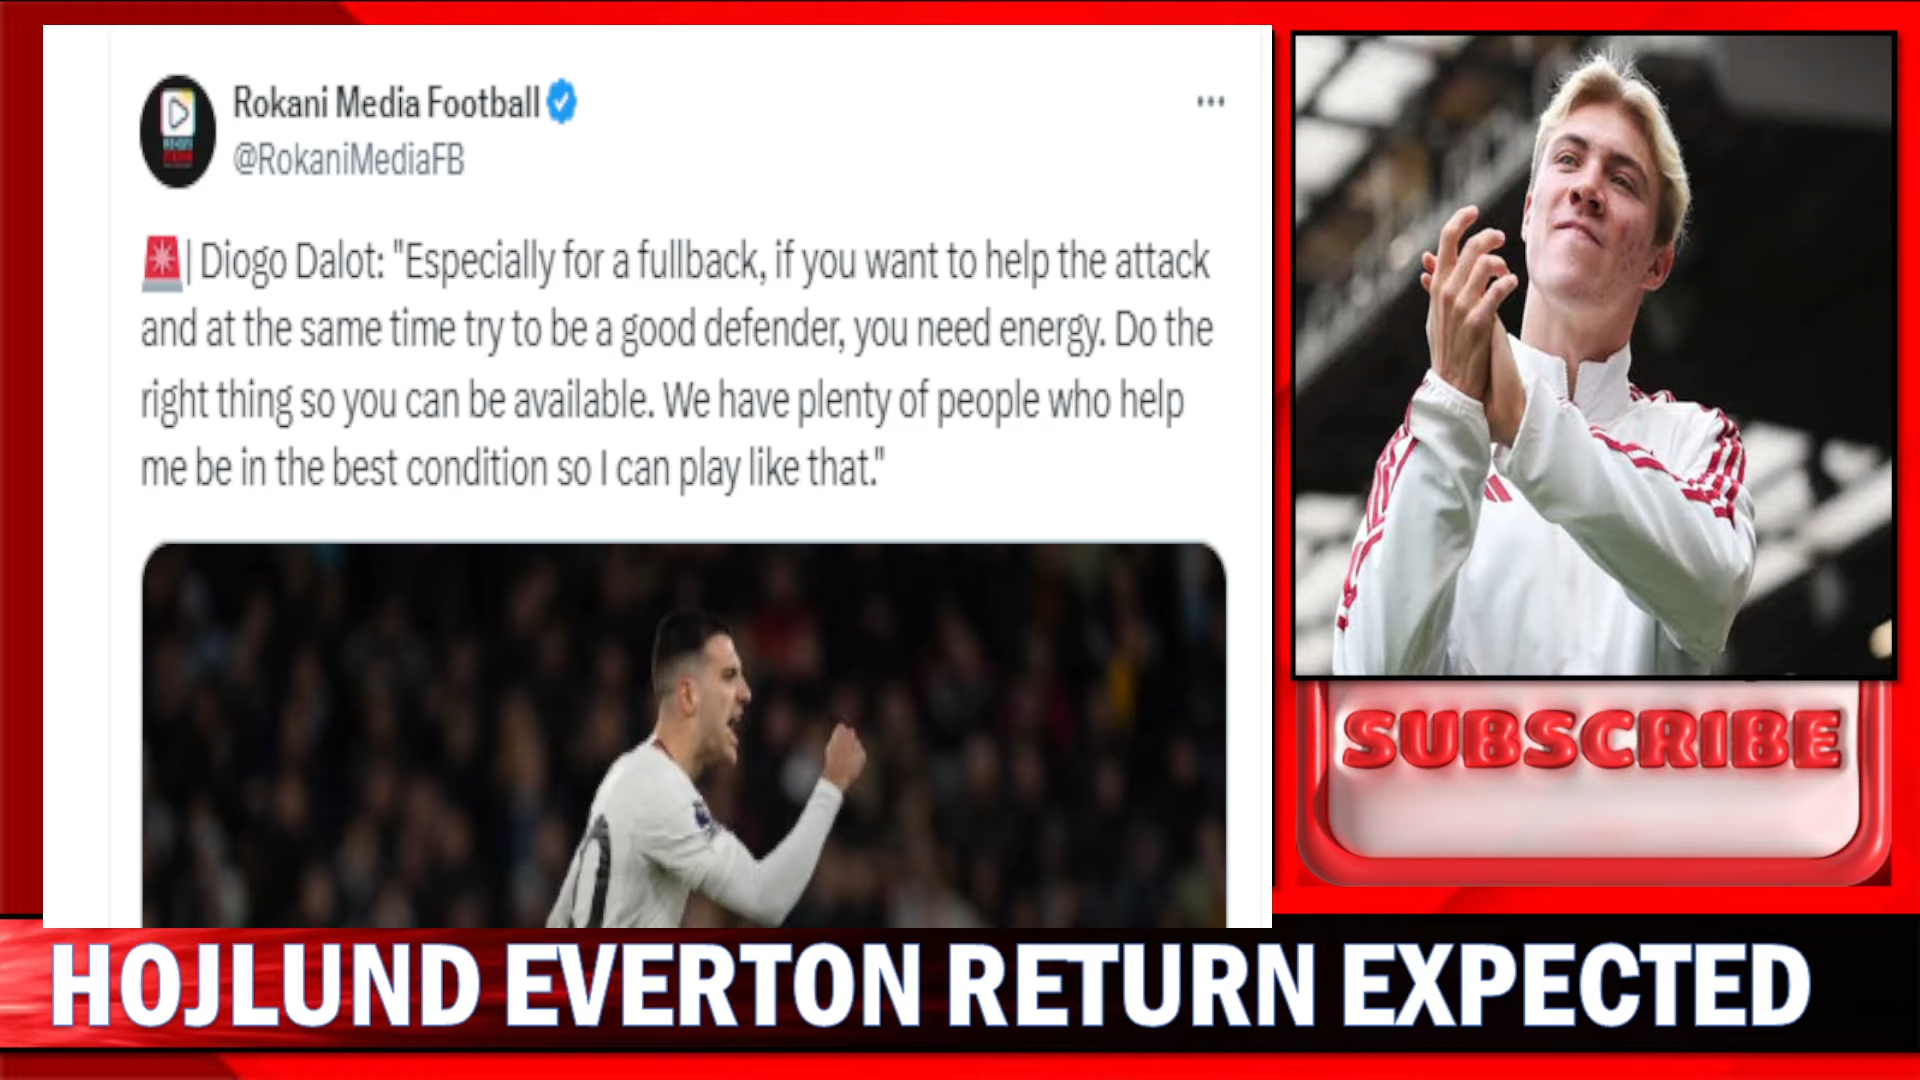 Rokani Media Football
@RokaniMediaFB
| Diogo Dalot: "Especially for a fullback, if you want to help the attack
and at the same time try to be a good defender, you need energy. Do the
right thing so you can be available. We have plenty of people who help
me be in the best condition so I can play like that."
SUBSCRIBE
HOJLUND EVERTON RETURN EXPECTED